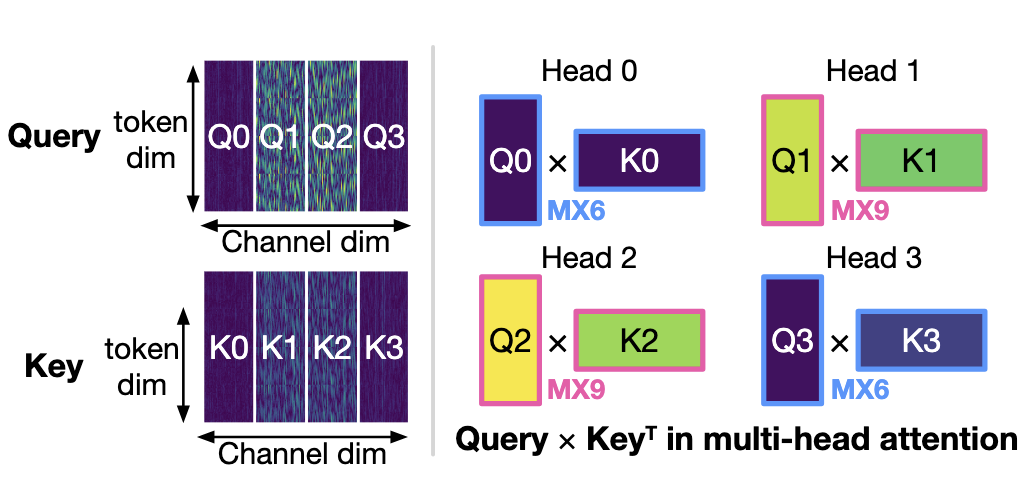 Query
token
dim
Q0 Q1 Q2 Q3
Channel dim
Key
token
dim
K0 K1 K2 K3
Channel dim
Head 0
Q0 × K0
MX6
Head 1
Q1 × K1
MX9
Head 2
Q2 × K2
MX9
Head 3
Q3 × K3
MX6
Query × Keyᵀ in multi-head attention